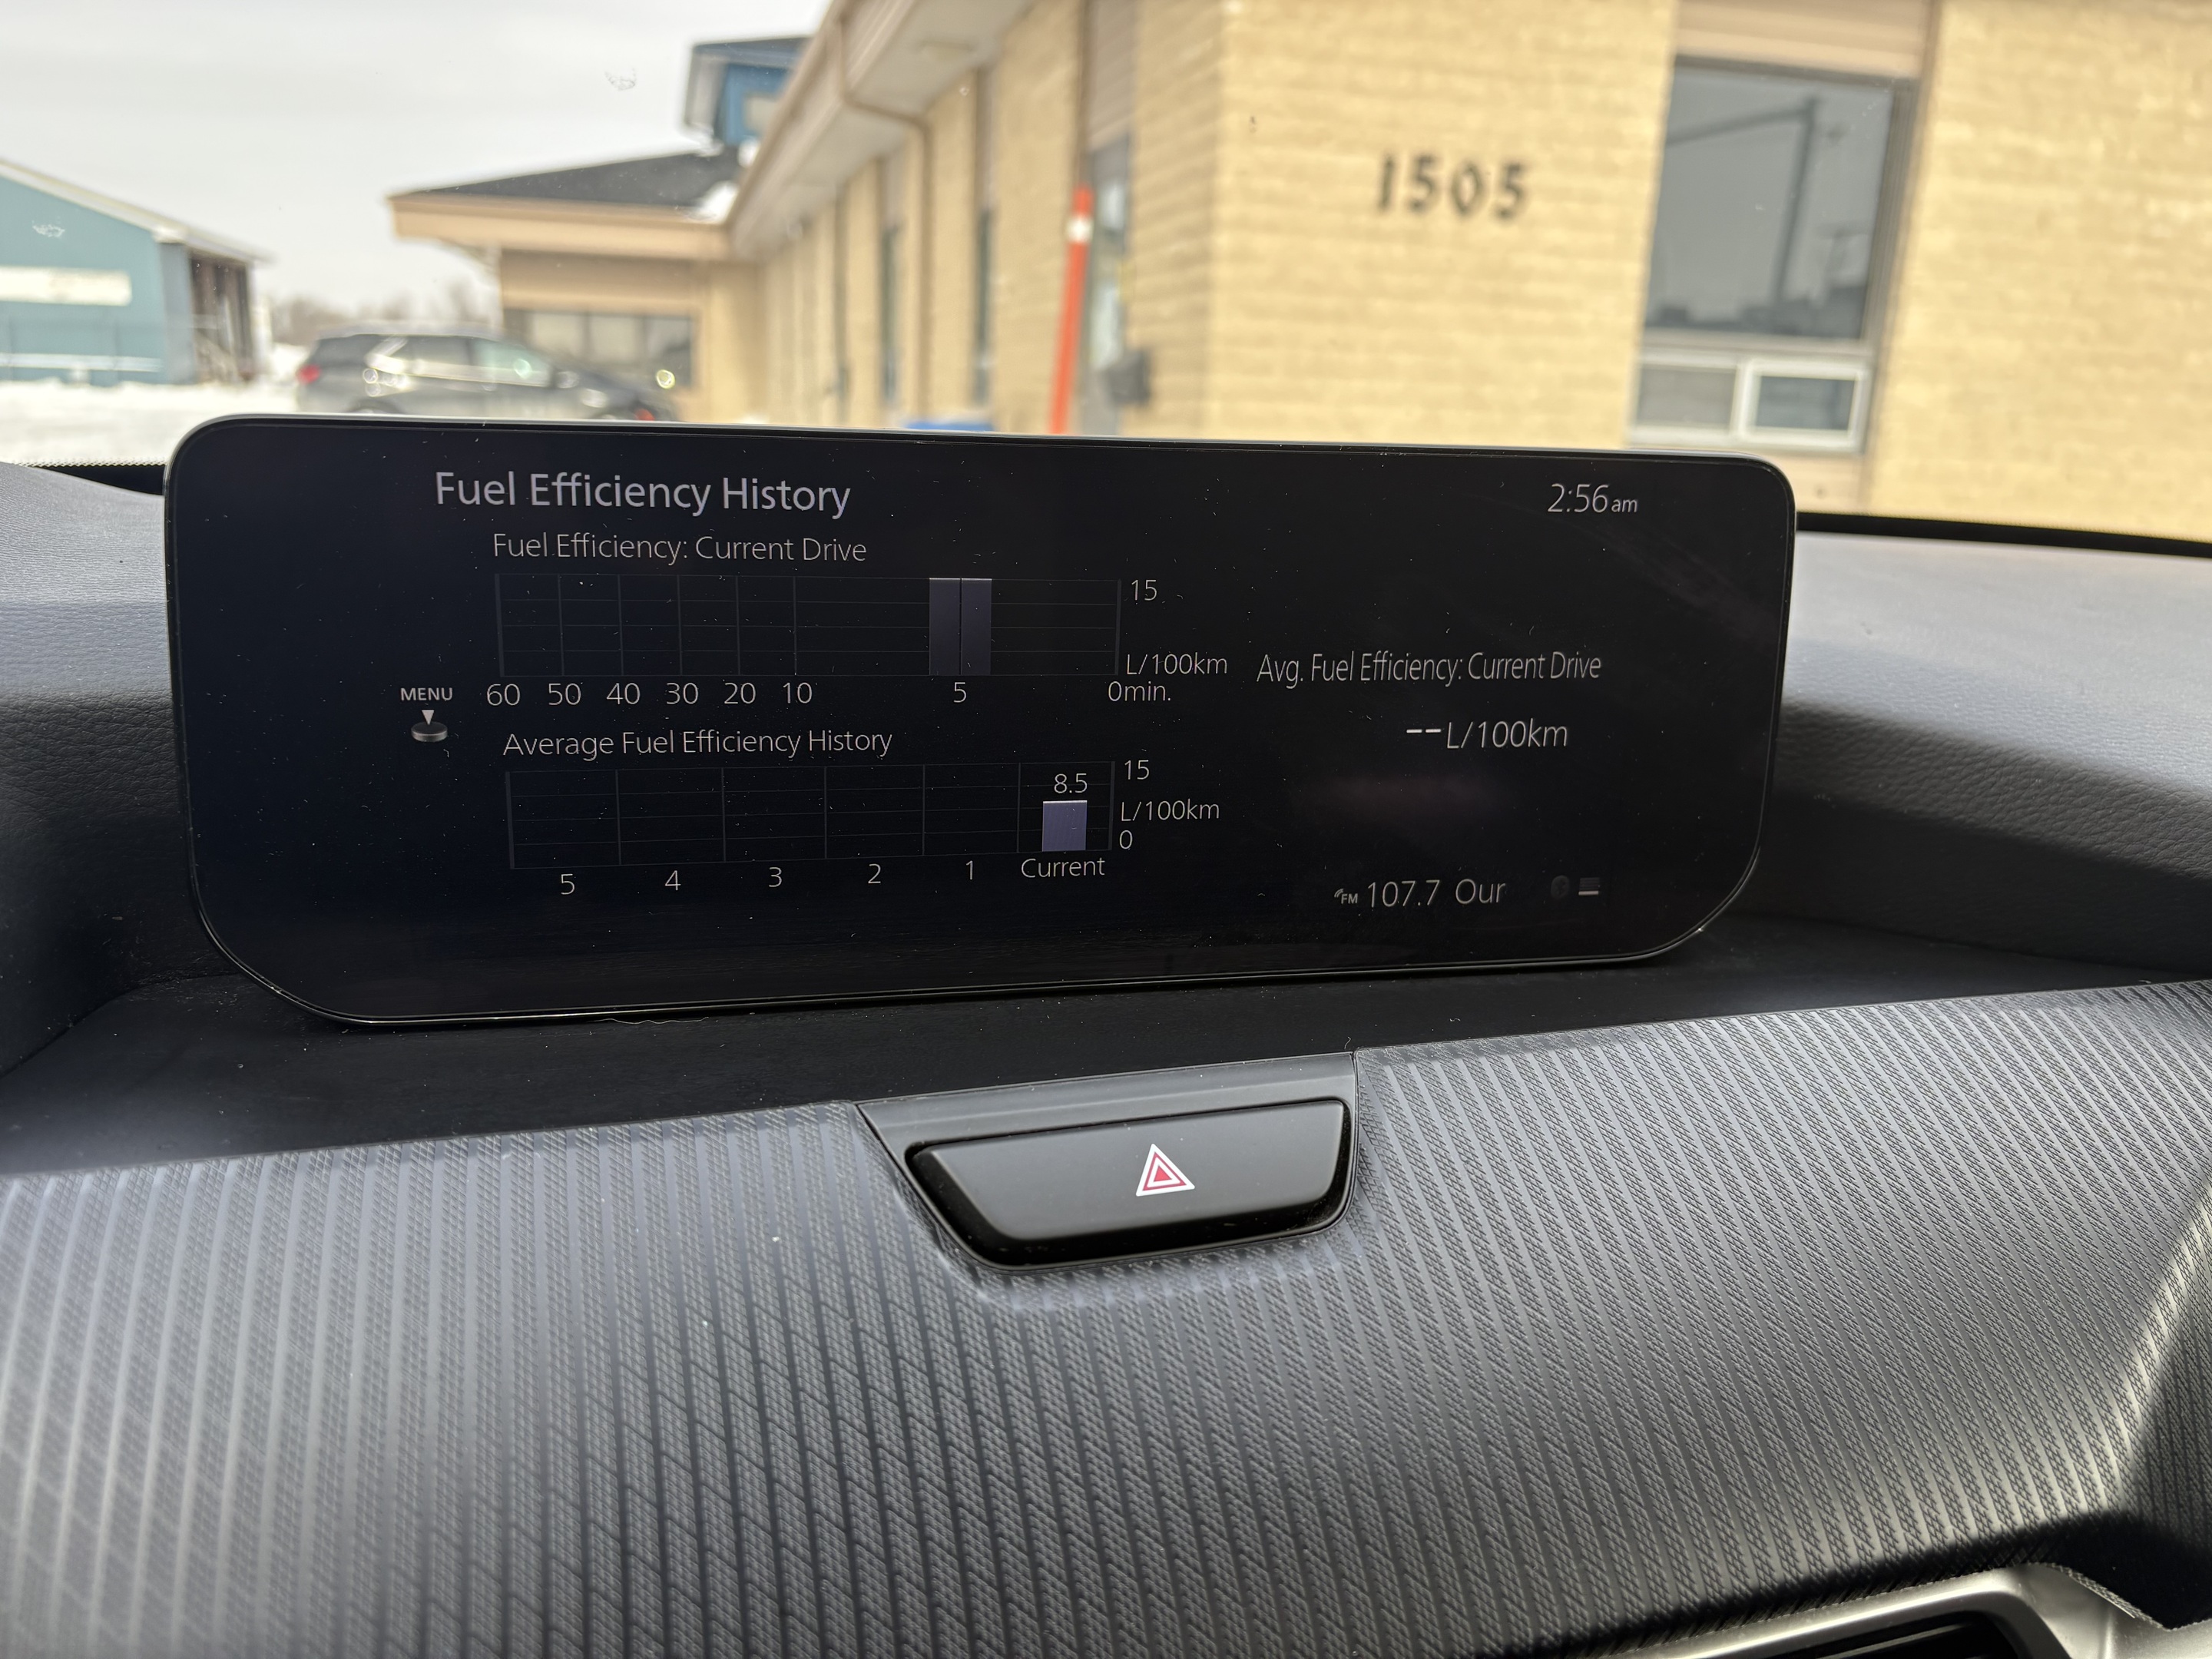 1505
Fuel Efficiency History
2:56am
Fuel Efficiency: Current Drive
15
L/100km
60 50 40 30 20 10 5 0min.
MENU
Avg. Fuel Efficiency: Current Drive
--L/100km
Average Fuel Efficiency History
15
8.5
L/100km
0
5 4 3 2 1 Current
FM 107.7 Our